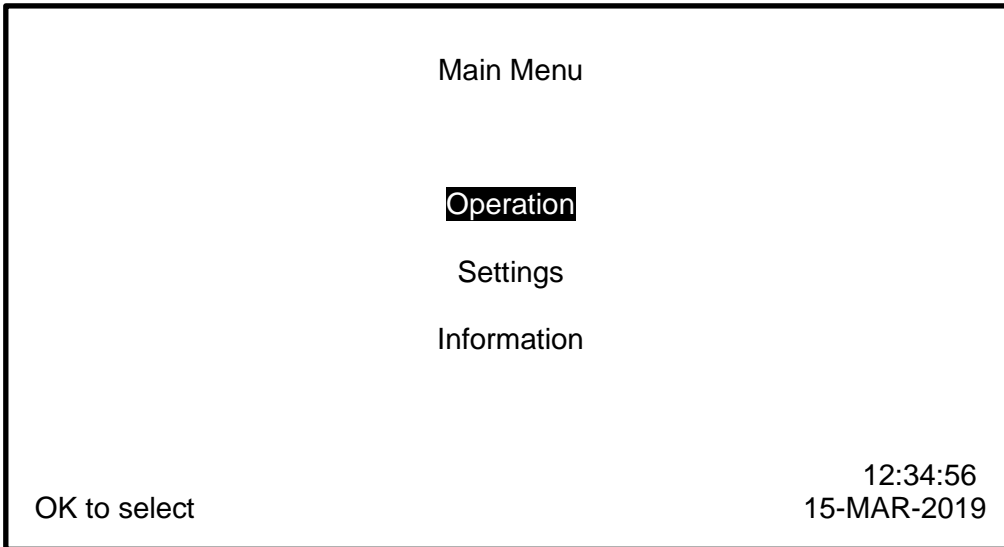 Main Menu
Operation
Settings
Information
12:34:56
OK to select
15-MAR-2019